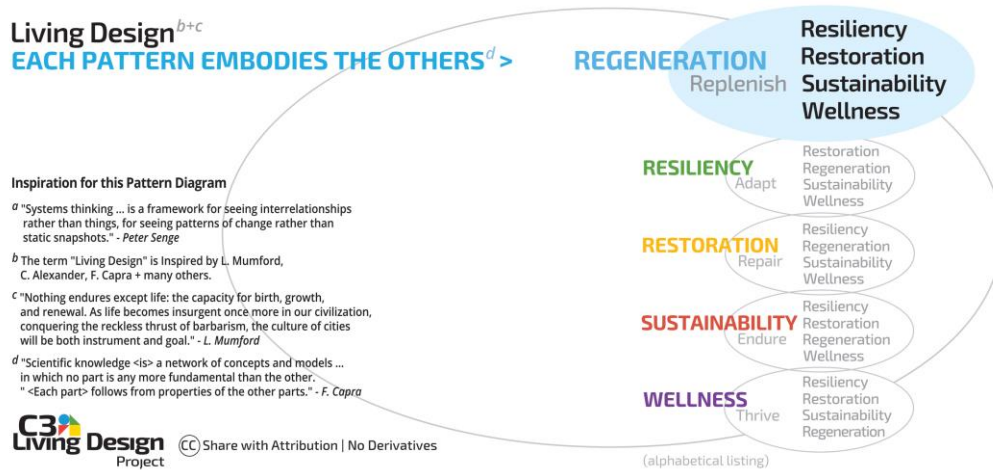 Living Design b+c
EACH PATTERN EMBODIES THE OTHERS d >
REGENERATION
Replenish
Resiliency
Restoration
Sustainability
Wellness
RESILIENCY
Adapt
Restoration
Regeneration
Sustainability
Wellness
RESTORATION
Repair
Resiliency
Regeneration
Sustainability
Wellness
SUSTAINABILITY
Endure
Resiliency
Restoration
Regeneration
Wellness
WELLNESS
Thrive
Resiliency
Restoration
Sustainability
Regeneration
(alphabetical listing)
Inspiration for this Pattern Diagram
a "Systems thinking ... is a framework for seeing interrelationships
rather than things, for seeing patterns of change rather than
static snapshots." - Peter Senge
b The term "Living Design" is Inspired by L. Mumford,
C. Alexander, F. Capra + many others.
c "Nothing endures except life: the capacity for birth, growth,
and renewal. As life becomes insurgent once more in our civilization,
conquering the reckless thrust of barbarism, the culture of cities
will be both instrument and goal." - L. Mumford
d "Scientific knowledge <is> a network of concepts and models ...
in which no part is any more fundamental than the other.
" <Each part> follows from properties of the other parts." - F. Capra
C3
Living Design
Project
CC Share with Attribution | No Derivatives